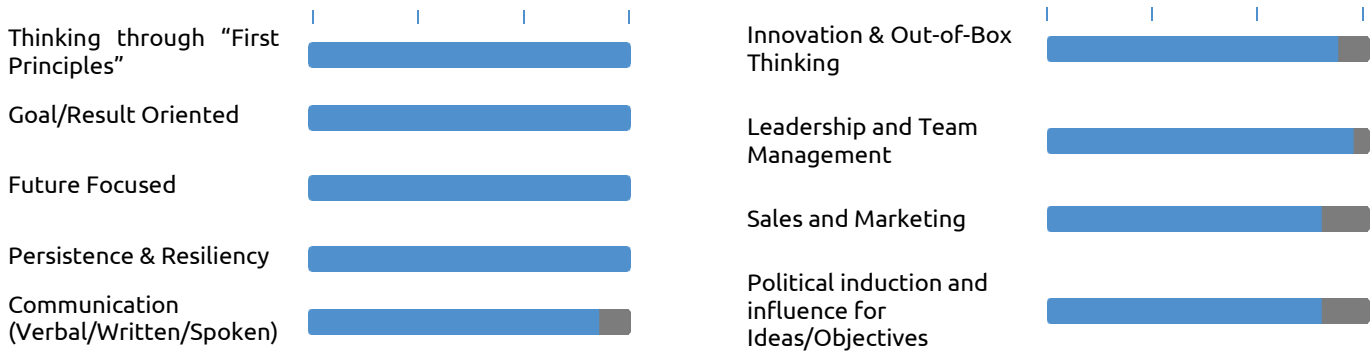 Thinking through “First
Principles”
Goal/Result Oriented
Future Focused
Persistence & Resiliency
Communication
(Verbal/Written/Spoken)
Innovation & Out-of-Box
Thinking
Leadership and Team
Management
Sales and Marketing
Political induction and
influence for
Ideas/Objectives